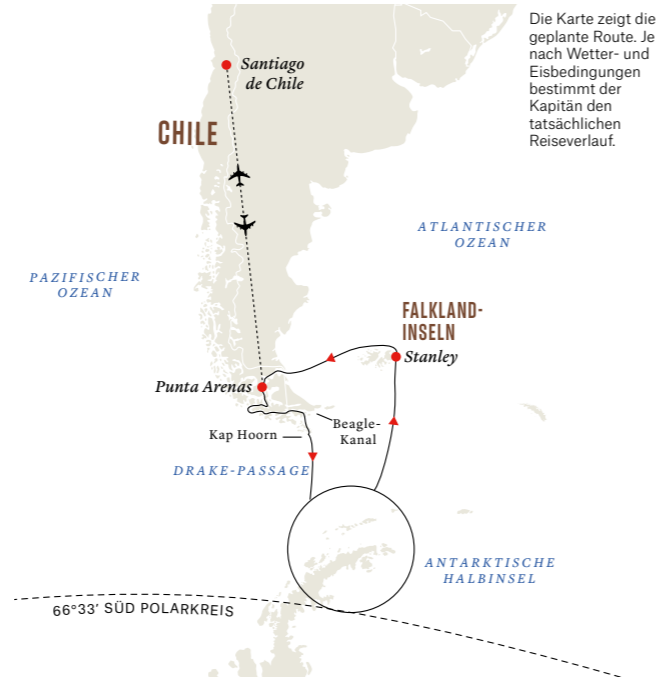 Die Karte zeigt die
geplante Route. Je
nach Wetter- und
Eisbedingungen
bestimmt der
Kapitän den
tatsächlichen
Reiseverlauf.
Santiago
de Chile
CHILE
ATLANTISCHER
OZEAN
PAZIFISCHER
OZEAN
FALKLAND-
INSELN
Stanley
Punta Arenas
Beagle-
Kanal
Kap Hoorn
DRAKE-PASSAGE
ANTARKTISCHE
HALBINSEL
66°33' SÜD POLARKREIS